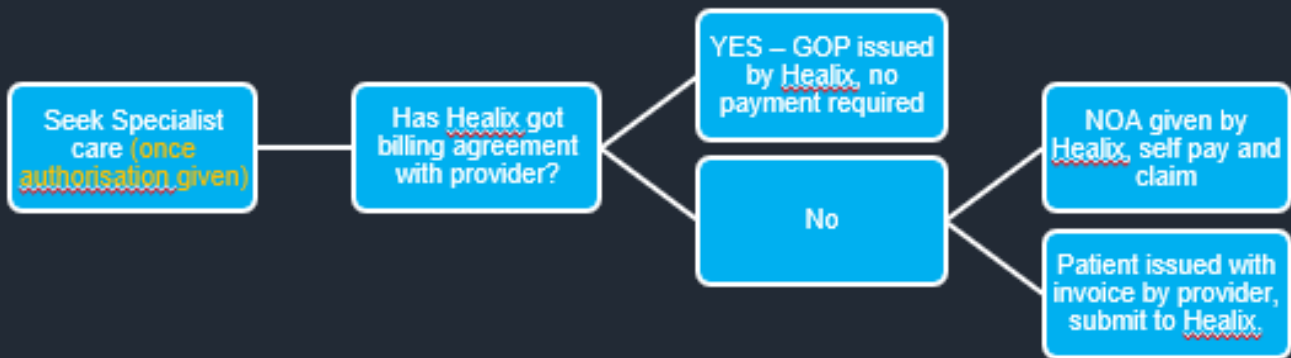 Seek Specialist
care (once
authorisation given)
Has Healix got
billing agreement
with provider?
YES – GOP issued
by Healix, no
payment required
No
NOA given by
Healix, self pay and
claim
Patient issued with
invoice by provider,
submit to Healix.